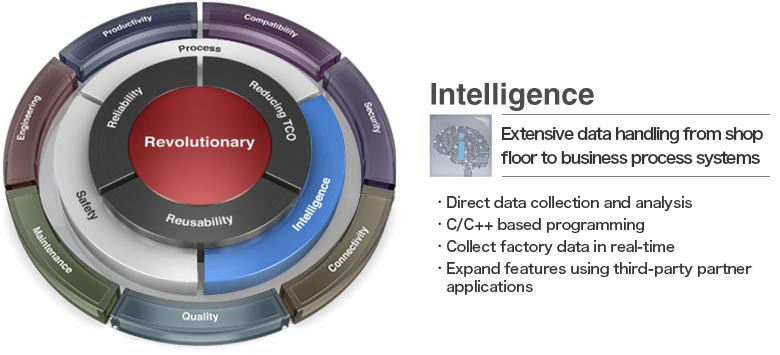 Productivity
Compatibility
Process
Engineering
Security
Reliability
Reducing TCO
Revolutionary
Safety
Intelligence
Reusability
Maintenance
Connectivity
Quality
Intelligence
Extensive data handling from shop
floor to business process systems
· Direct data collection and analysis
· C/C++ based programming
· Collect factory data in real-time
· Expand features using third-party partner
applications